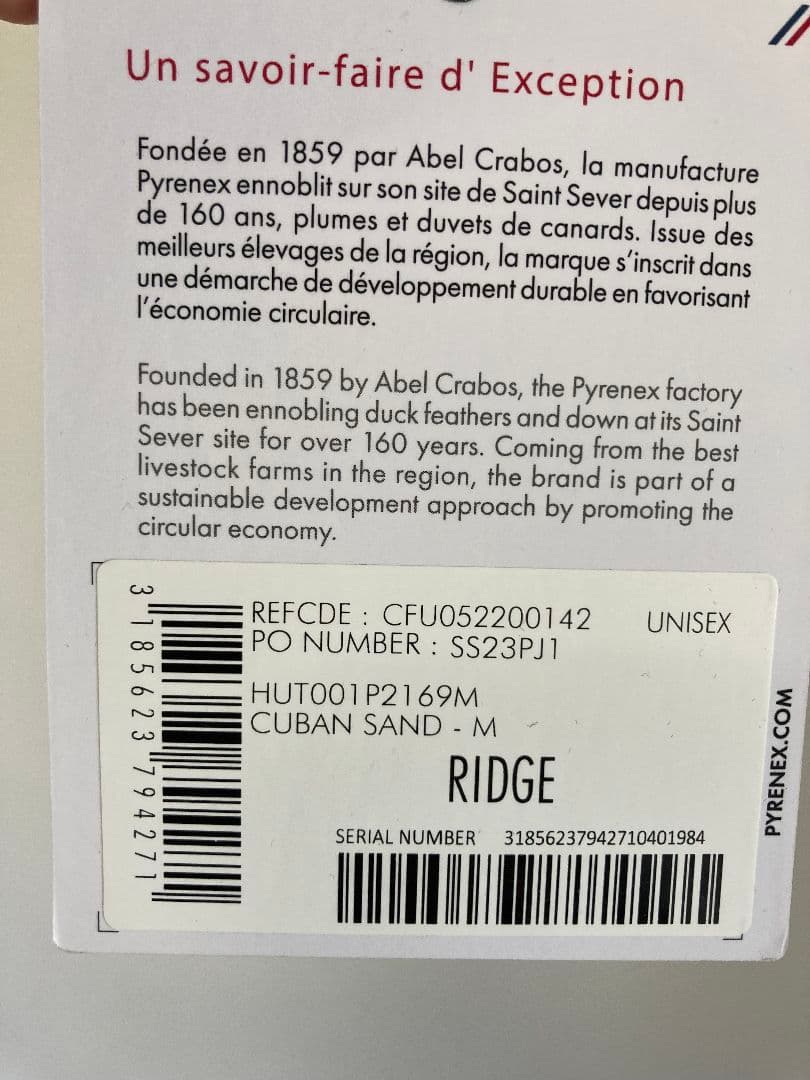 Un savoir-faire d' Exception
Fondée en 1859 par Abel Crabos, la manufacture
Pyrenex ennoblit sur son site de Saint Sever depuis plus
de 160 ans, plumes et duvets de canards. Issue des
meilleurs élevages de la région, la marque s'inscrit dans
une démarche de développement durable en favorisant
l'économie circulaire.
Founded in 1859 by Abel Crabos, the Pyrenex factory
has been ennobling duck feathers and down at its Saint
Sever site for over 160 years. Coming from the best
livestock farms in the region, the brand is part of a
sustainable development approach by promoting the
circular economy.
3 185623 794271
REFCDE : CFU052200142 UNISEX
PO NUMBER : SS23PJ1
HUT001P2169M
CUBAN SAND - M
RIDGE
SERIAL NUMBER 31856237942710401984
PYRENEX.COM